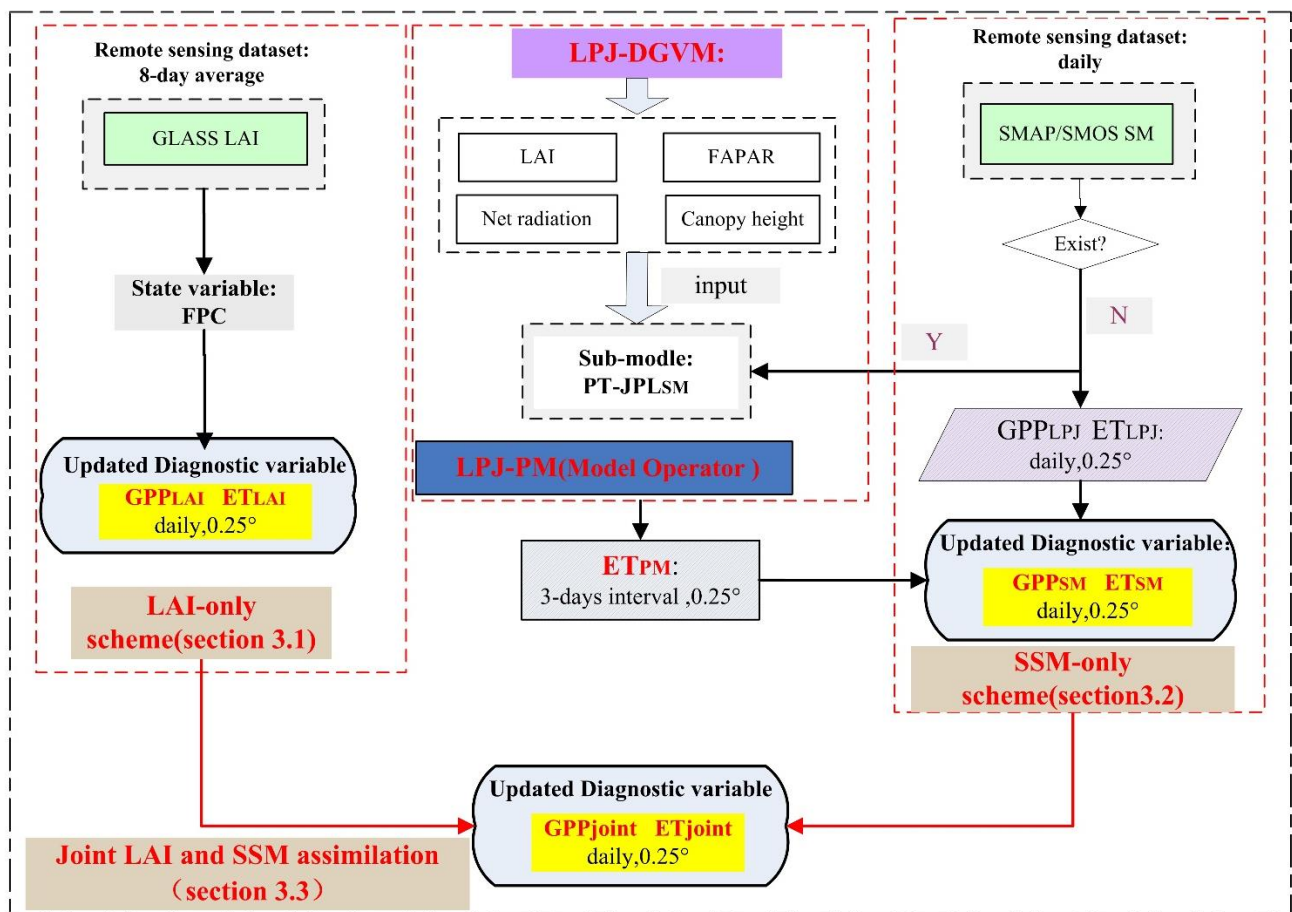 Remote sensing dataset:
8-day average
GLASS LAI
State variable:
FPC
Updated Diagnostic variable
GPPLAI ETLAI
daily,0.25°
LAI-only
scheme(section 3.1)
LPJ-DGVM:
LAI
FAPAR
Net radiation
Canopy height
input
Sub-modle:
PT-JPLSM
LPJ-PM(Model Operator )
ETPM:
3-days interval ,0.25°
Remote sensing dataset:
daily
SMAP/SMOS SM
Exist?
N
Y
GPPLPJ ETLPJ:
daily,0.25°
Updated Diagnostic variable:
GPPSM ETSM
daily,0.25°
SSM-only
scheme(section3.2)
Updated Diagnostic variable
GPPjoint ETjoint
daily,0.25°
Joint LAI and SSM assimilation
（section 3.3）